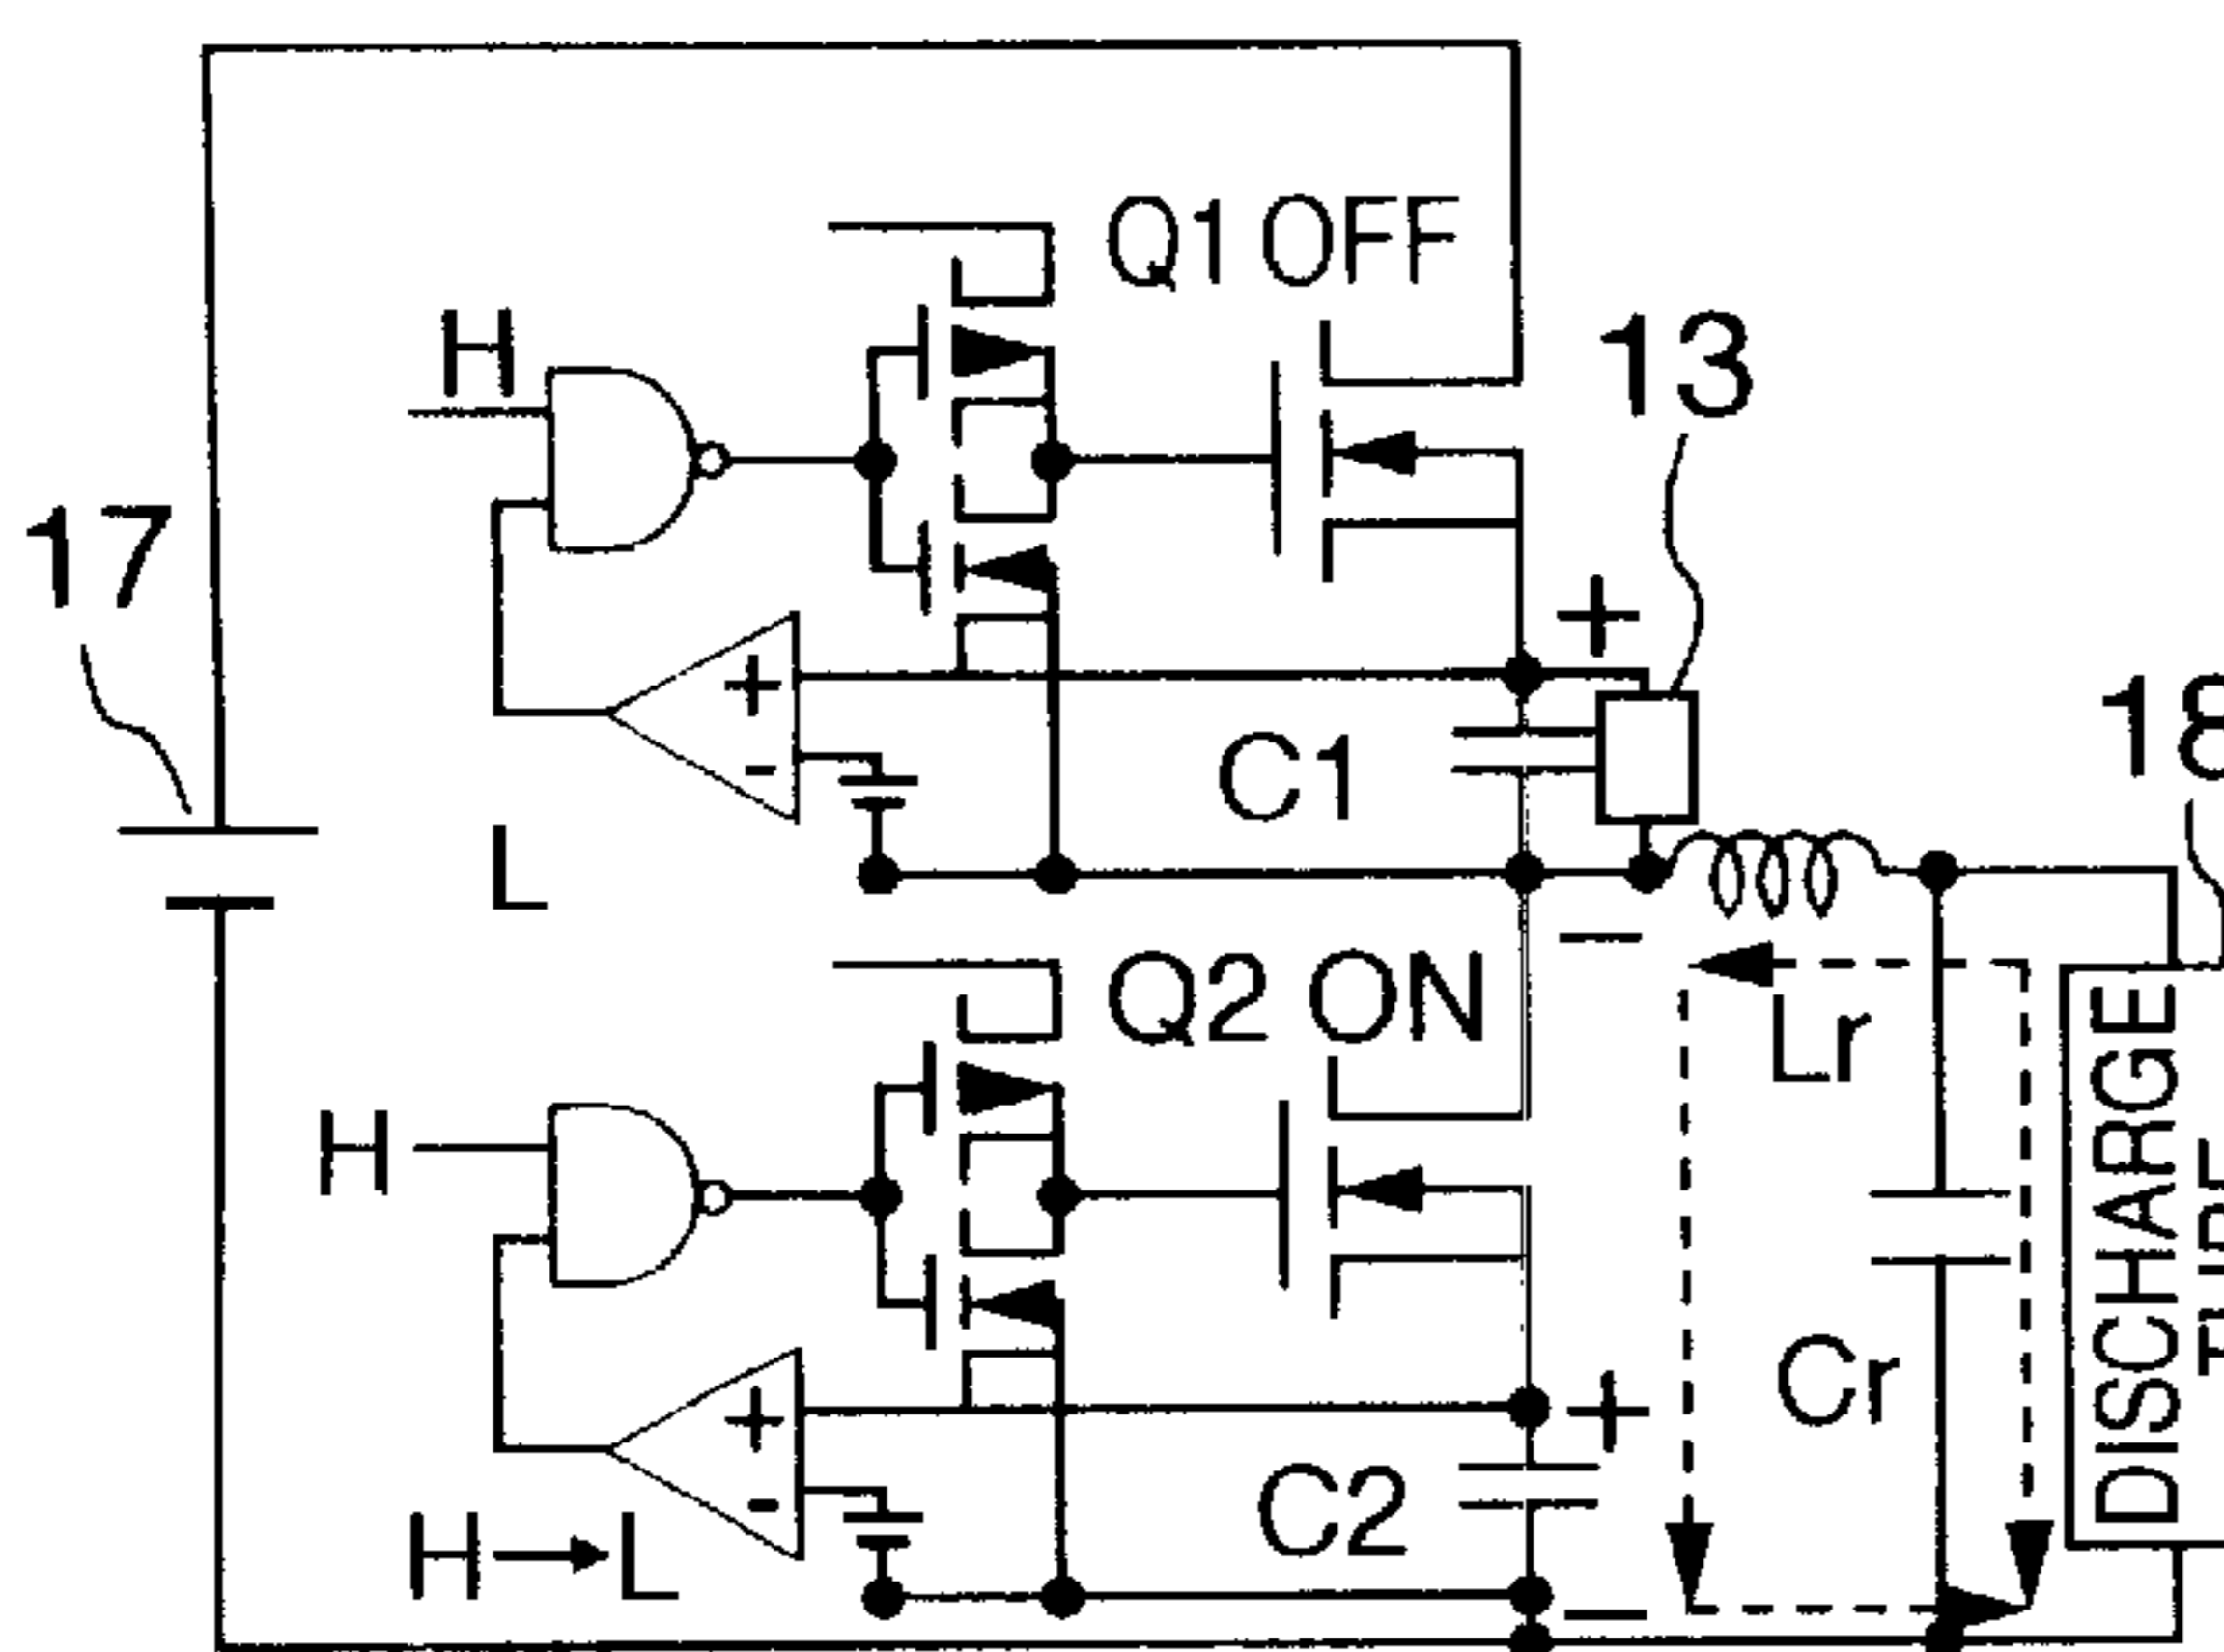 Q1 OFF
H
13
17
+
+
-
18
C1
L
-
Q2 ON
Lr
H
DISCHARGE
Cr
+
+
-
C2
H→L
-